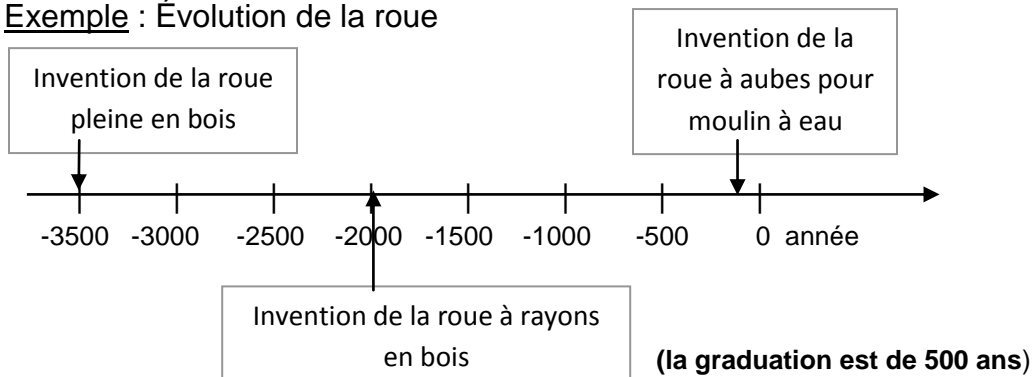 Exemple : Évolution de la roue
Invention de la roue
pleine en bois
Invention de la
roue à aubes pour
moulin à eau
-3500 -3000 -2500 -2000 -1500 -1000 -500 0 année
Invention de la roue à rayons
en bois
(la graduation est de 500 ans)